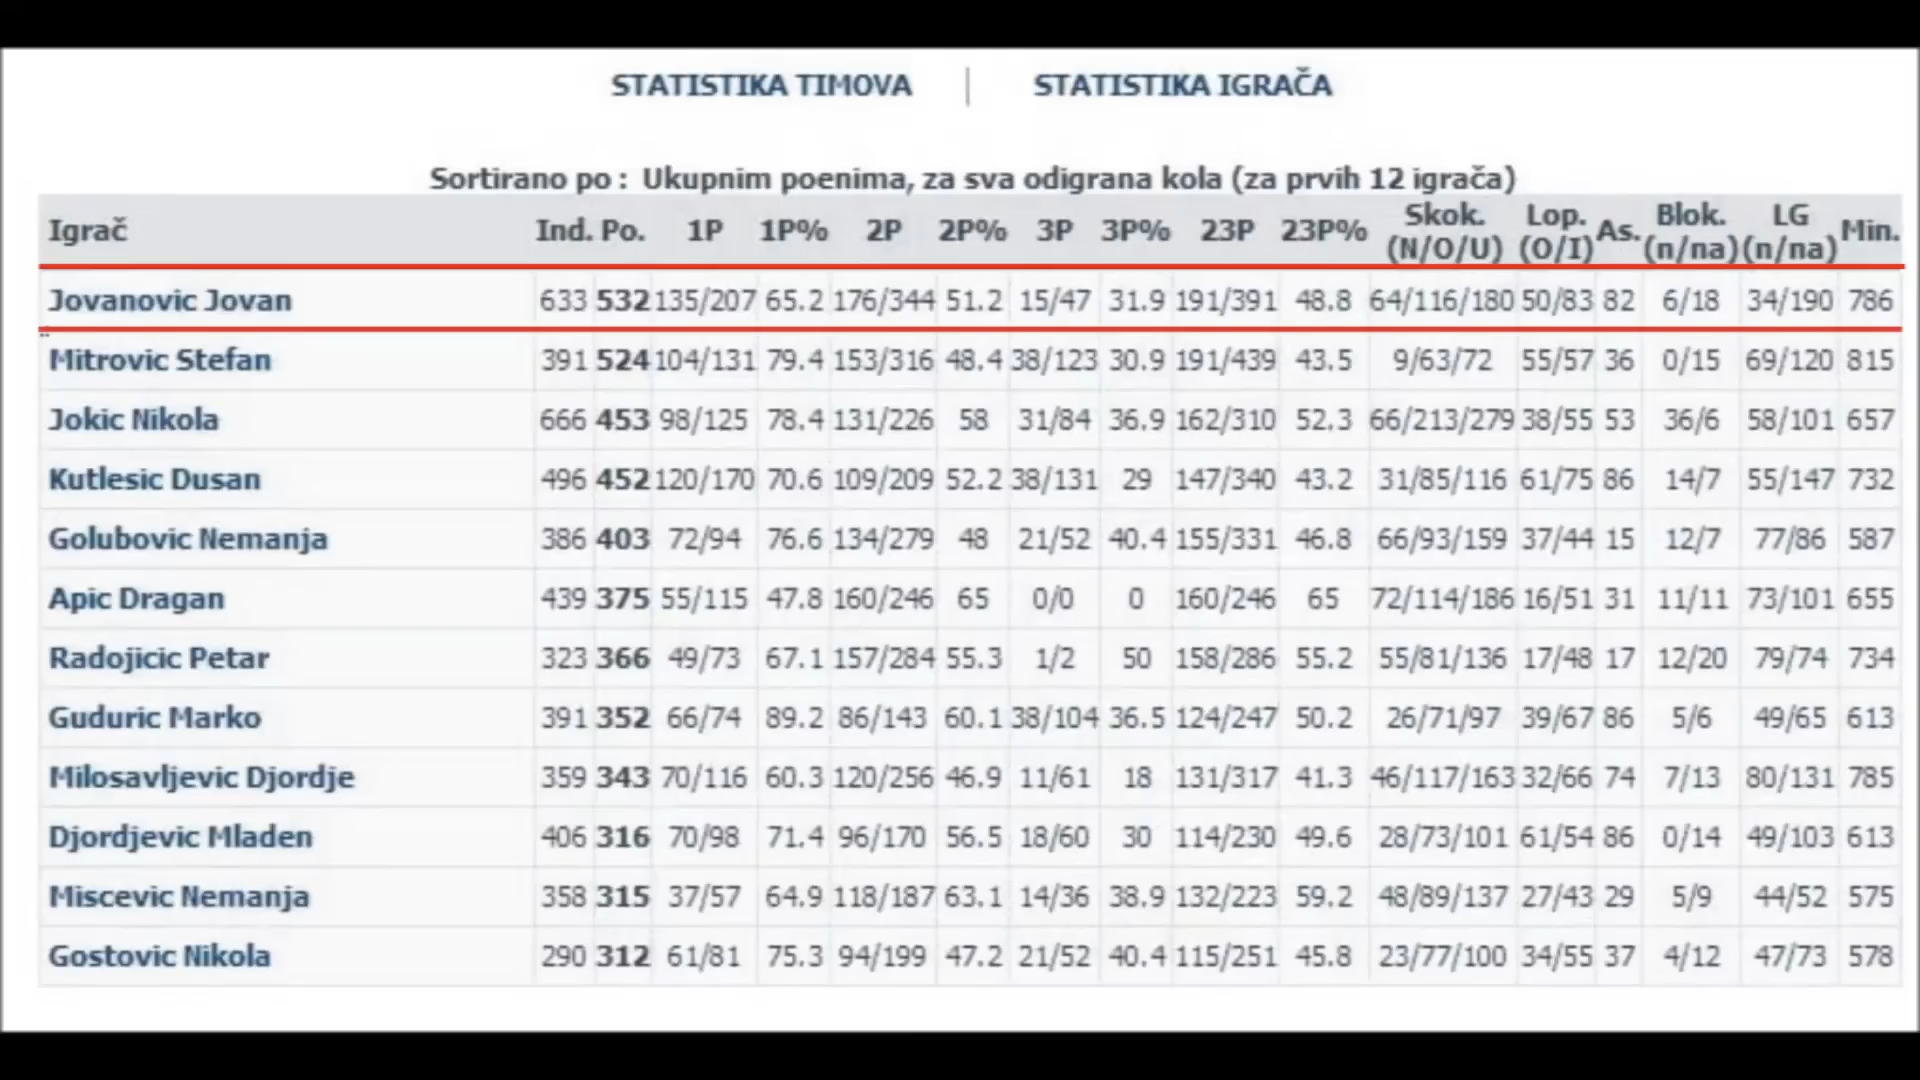 STATISTIKA TIMOVA | STATISTIKA IGRAČA
Sortirano po : Ukupnim poenima, za sva odigrana kola (za prvih 12 igrača)
Igrač Ind. Po. 1P 1P% 2P 2P% 3P 3P% 23P 23P% Skok. (N/O/U) Lop. (O/I) As. Blok. (n/na) LG (n/na) Min.
Jovanovic Jovan 633 532 135/207 65.2 176/344 51.2 15/47 31.9 191/391 48.8 64/116/180 50/83 82 6/18 34/190 786
Mitrovic Stefan 391 524 104/131 79.4 153/316 48.4 38/123 30.9 191/439 43.5 9/63/72 55/57 36 0/15 69/120 815
Jokic Nikola 666 453 98/125 78.4 131/226 58 31/84 36.9 162/310 52.3 66/213/279 38/55 53 36/6 58/101 657
Kutlesic Dusan 496 452 120/170 70.6 109/209 52.2 38/131 29 147/340 43.2 31/85/116 61/75 86 14/7 55/147 732
Golubovic Nemanja 386 403 72/94 76.6 134/279 48 21/52 40.4 155/331 46.8 66/93/159 37/44 15 12/7 77/86 587
Apic Dragan 439 375 55/115 47.8 160/246 65 0/0 0 160/246 65 72/114/186 16/51 31 11/11 73/101 655
Radojicic Petar 323 366 49/73 67.1 157/284 55.3 1/2 50 158/286 55.2 55/81/136 17/48 17 12/20 79/74 734
Guduric Marko 391 352 66/74 89.2 86/143 60.1 38/104 36.5 124/247 50.2 26/71/97 39/67 86 5/6 49/65 613
Milosavljevic Djordje 359 343 70/116 60.3 120/256 46.9 11/61 18 131/317 41.3 46/117/163 32/66 74 7/13 80/131 785
Djordjevic Mladen 406 316 70/98 71.4 96/170 56.5 18/60 30 114/230 49.6 28/73/101 61/54 86 0/14 49/103 613
Miscevic Nemanja 358 315 37/57 64.9 118/187 63.1 14/36 38.9 132/223 59.2 48/89/137 27/43 29 5/9 44/52 575
Gostovic Nikola 290 312 61/81 75.3 94/199 47.2 21/52 40.4 115/251 45.8 23/77/100 34/55 37 4/12 47/73 578